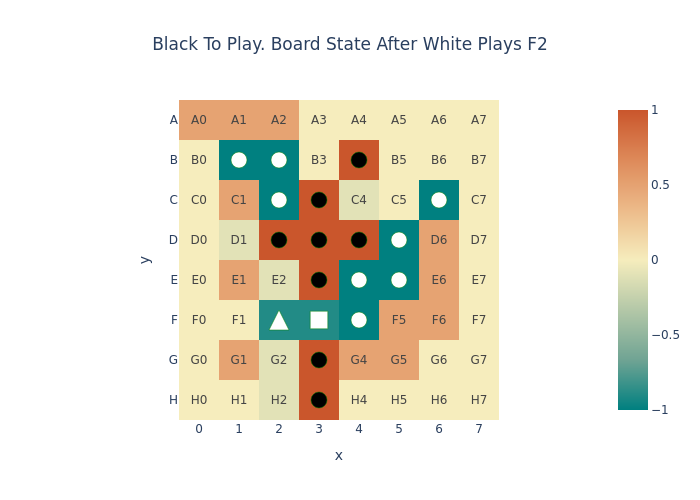 Black To Play. Board State After White Plays F2
A A0 A1 A2 A3 A4 A5 A6 A7
B B0 B3 B5 B6 B7
C C0 C1 C4 C5 C7
D D0 D1 D6 D7
E E0 E1 E2 E6 E7
F F0 F1 F5 F6 F7
G G0 G1 G2 G4 G5 G6 G7
H H0 H1 H2 H4 H5 H6 H7
0 1 2 3 4 5 6 7
x
y
1
0.5
0
−0.5
−1